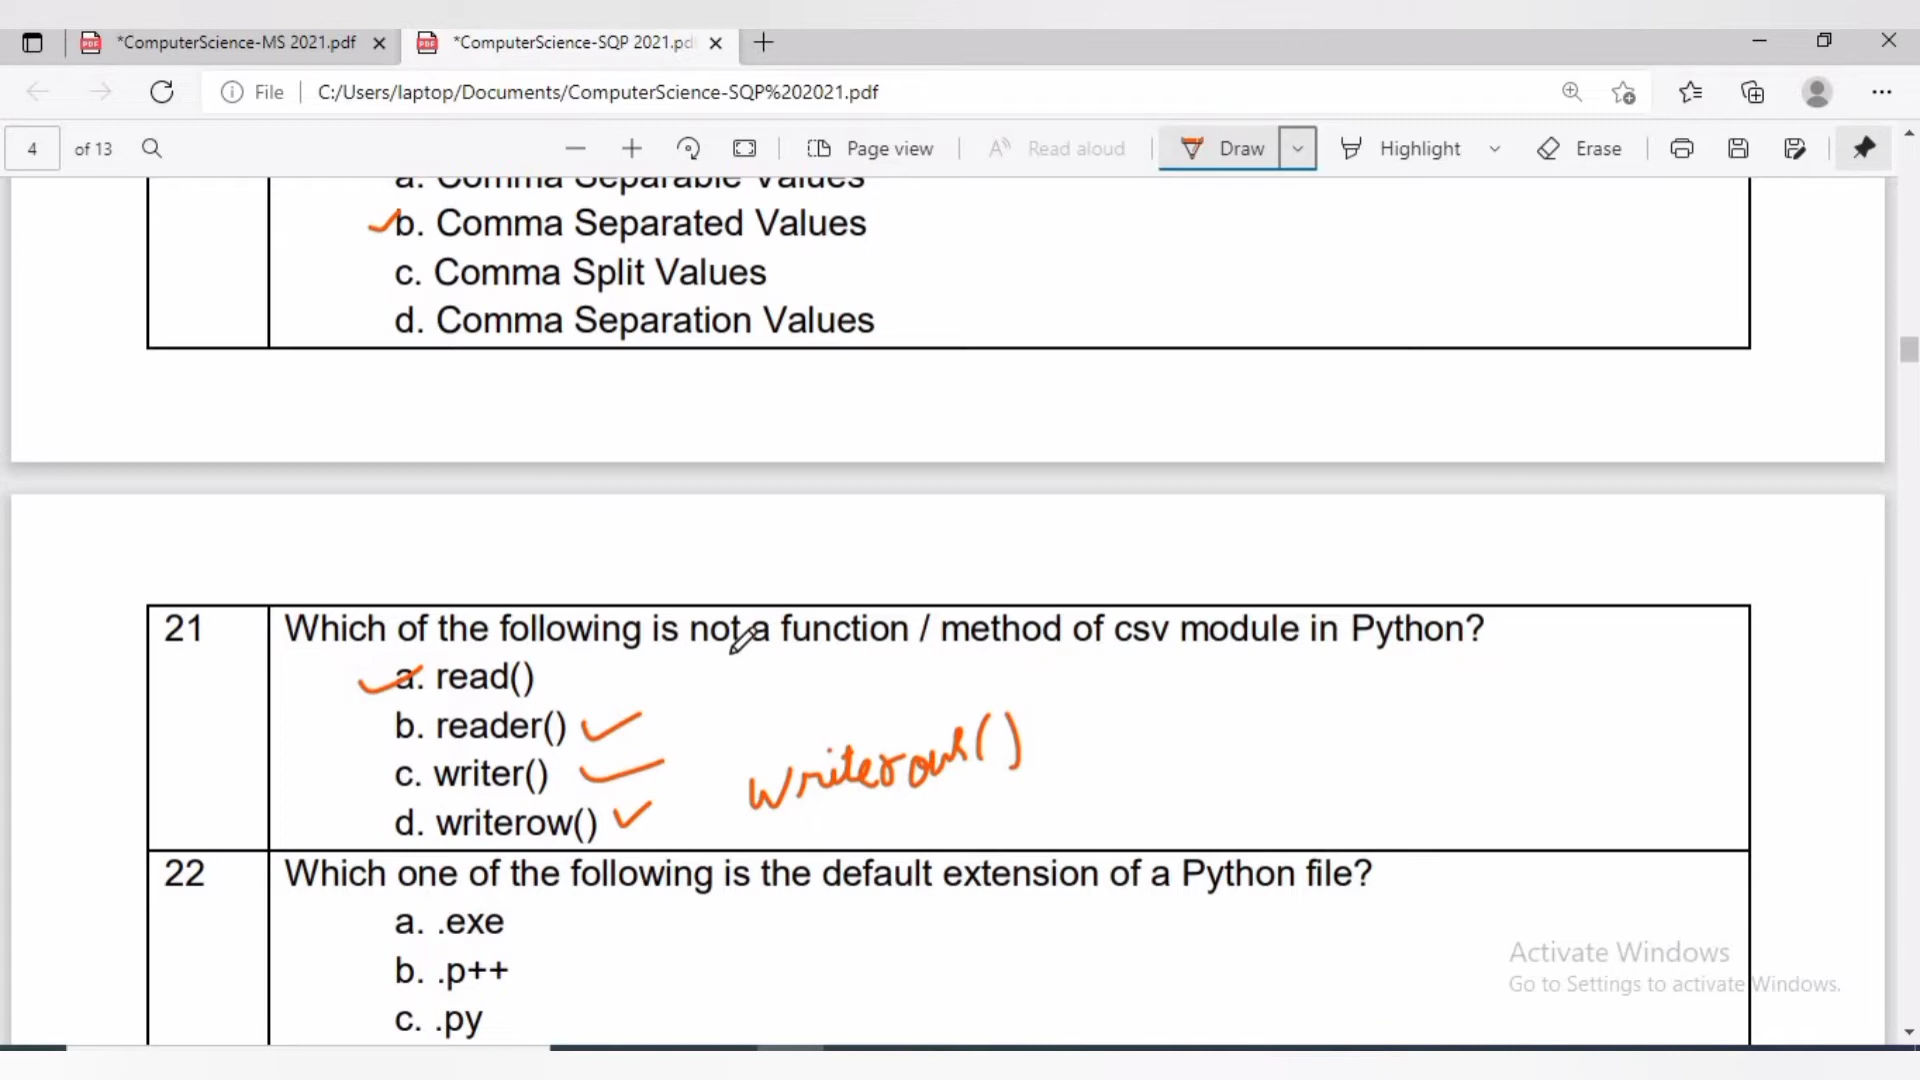 *ComputerScience-MS 2021.pdf
*ComputerScience-SQP 2021.pd
File
C:/Users/laptop/Documents/ComputerScience-SQP%202021.pdf
4 of 13
Page view
Read aloud
Draw
Highlight
Erase
a. Comma Separable Values
b. Comma Separated Values
c. Comma Split Values
d. Comma Separation Values
21 Which of the following is not a function / method of csv module in Python?
a. read()
b. reader()
c. writer()
writerows()
d. writerow()
22 Which one of the following is the default extension of a Python file?
a. .exe
b. .p++
c. .py
Activate Windows
Go to Settings to activate Windows.